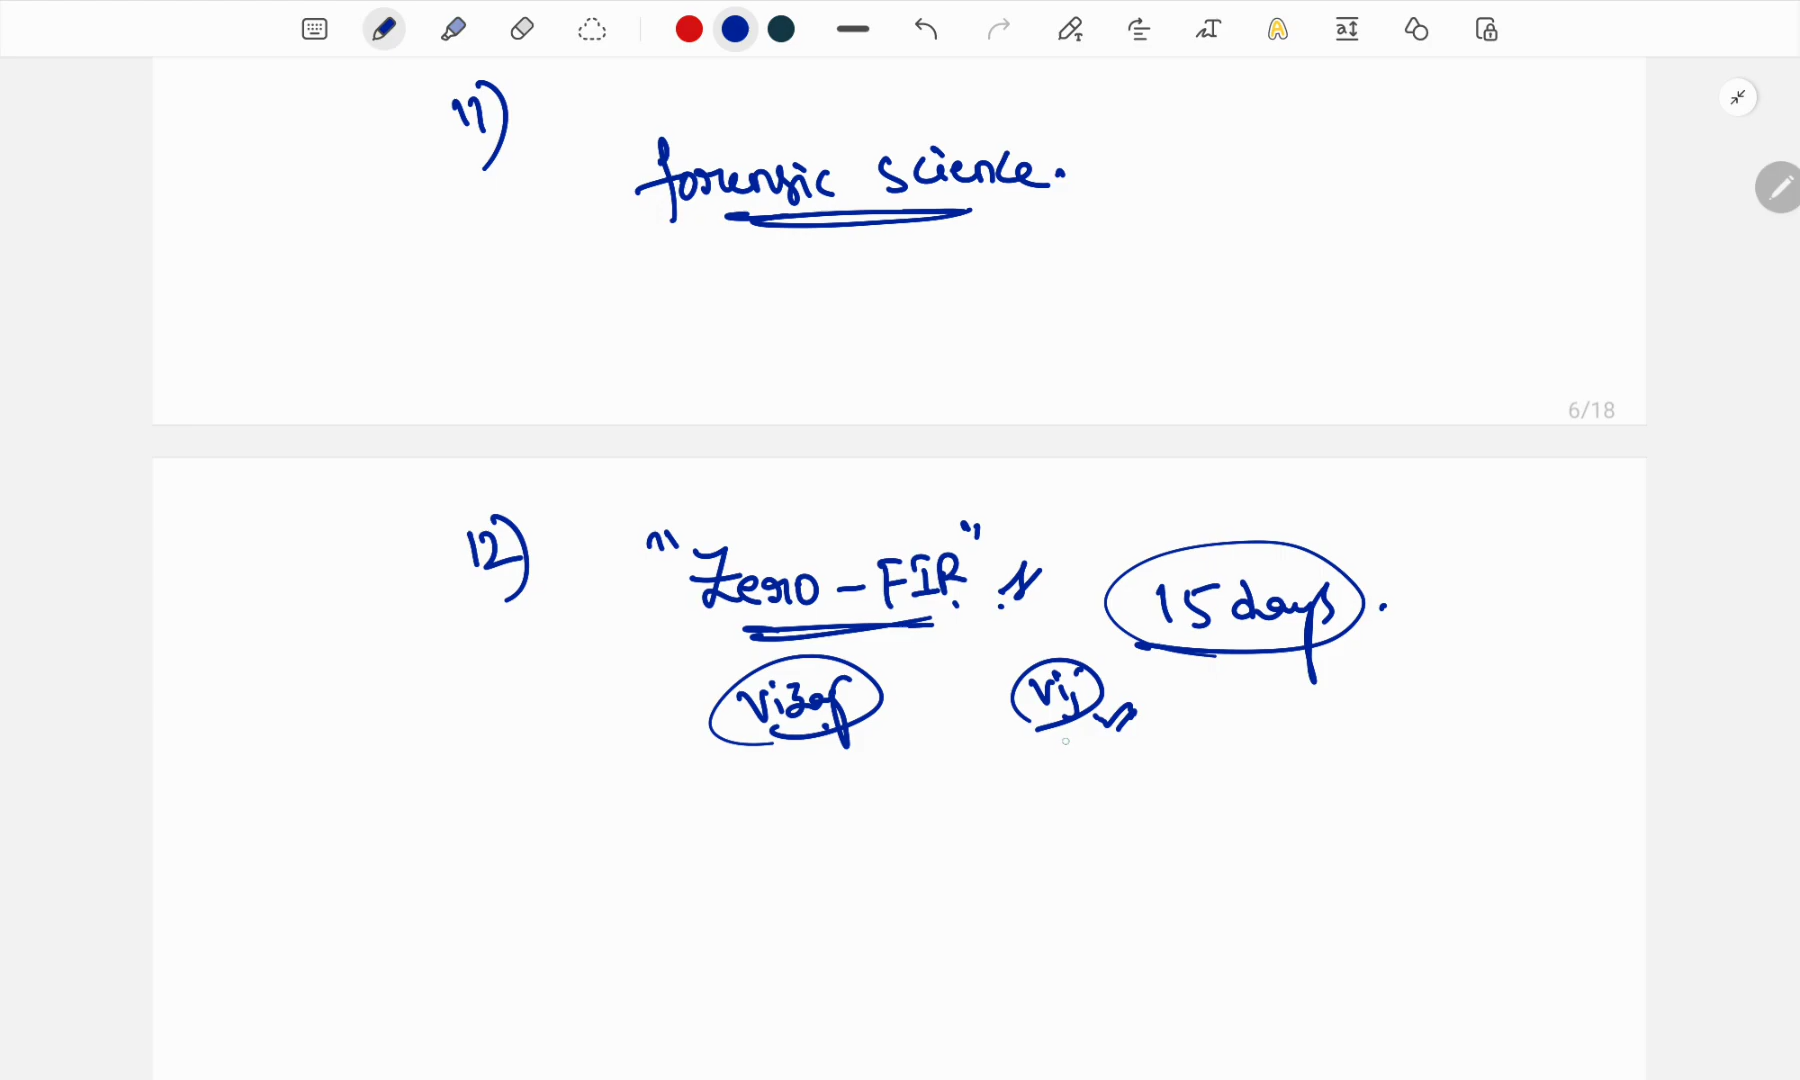 11)
forensic science.
6/18
12) "Zero - FIR" 15 days.
Vizag Vij